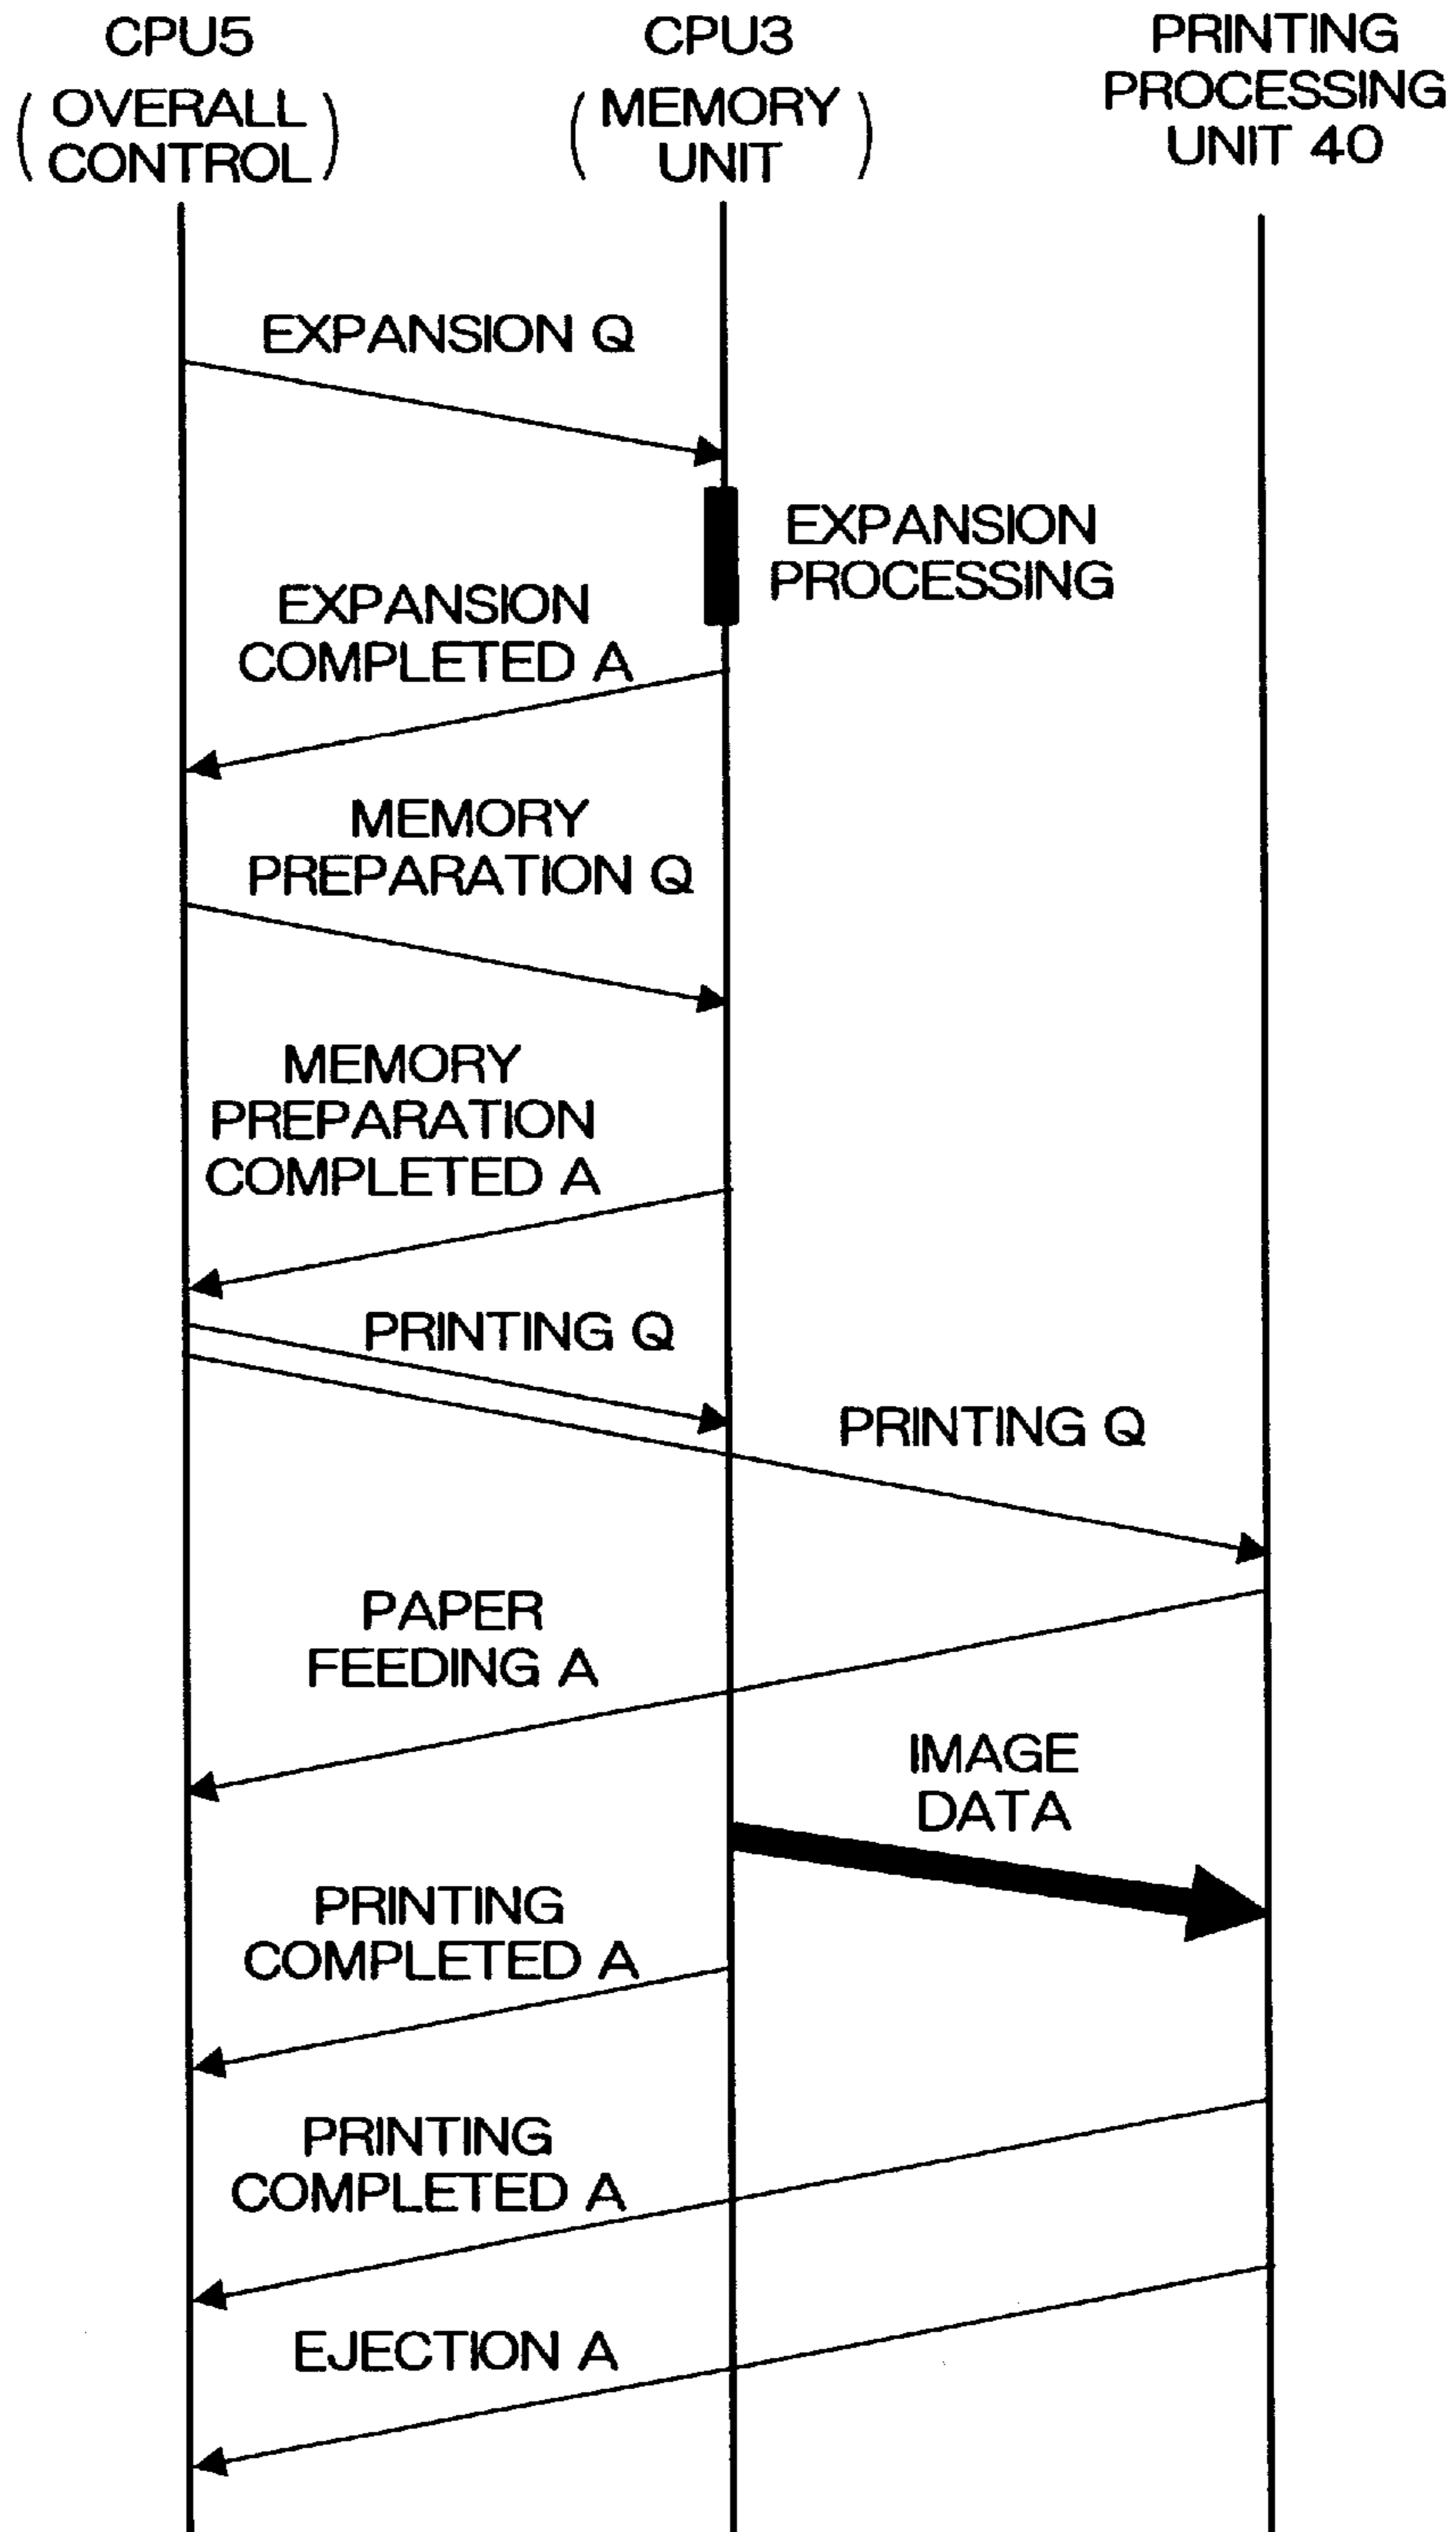 CPU5
(OVERALL
CONTROL)
CPU3
(MEMORY
UNIT)
PRINTING
PROCESSING
UNIT 40
EXPANSION Q
EXPANSION
PROCESSING
EXPANSION
COMPLETED A
MEMORY
PREPARATION Q
MEMORY
PREPARATION
COMPLETED A
PRINTING Q
PRINTING Q
PAPER
FEEDING A
IMAGE
DATA
PRINTING
COMPLETED A
PRINTING
COMPLETED A
EJECTION A